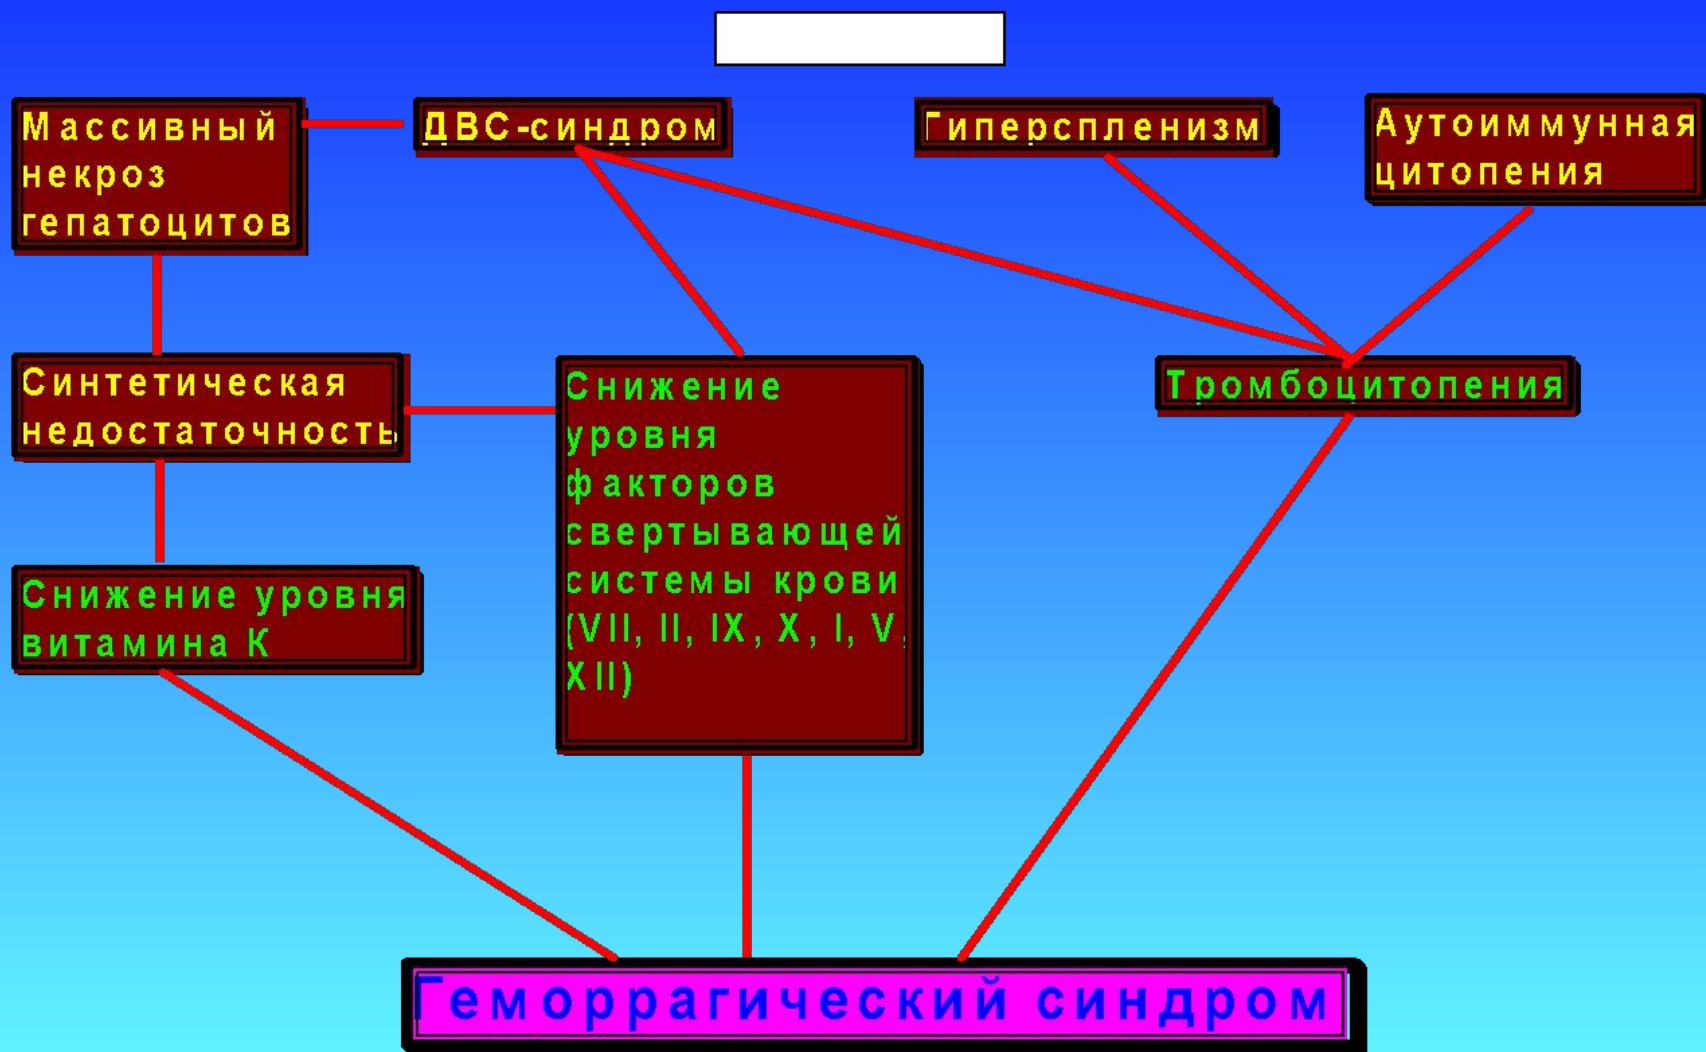 Массивный
некроз
гепатоцитов
ДВС-синдром
Гиперспленизм
Аутоиммунная
цитопения
Синтетическая
недостаточность
Снижение
уровня
факторов
свертывающей
системы крови
(VII, II, IX, X, I, V,
XII)
Тромбоцитопения
Снижение уровня
витамина К
Геморрагический синдром